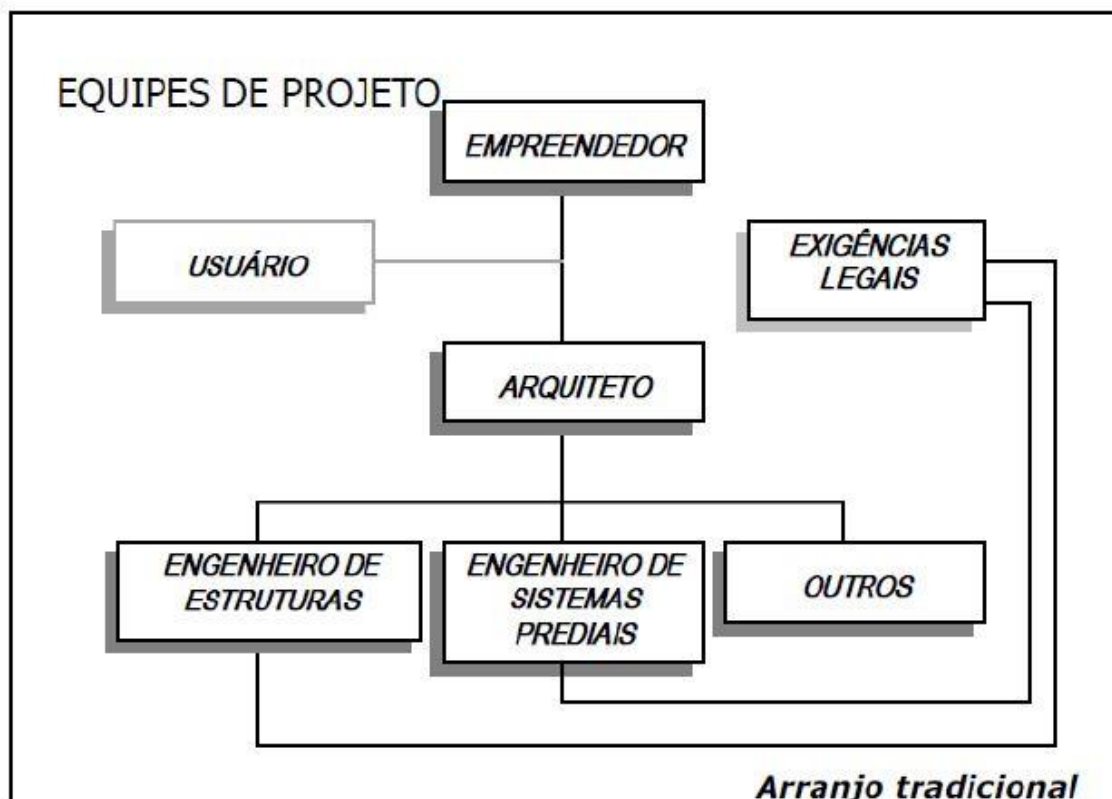 EQUIPES DE PROJETO
EMPREENDEDOR
USUÁRIO
EXIGÊNCIAS
LEGAIS
ARQUITETO
ENGENHEIRO DE
ESTRUTURAS
ENGENHEIRO DE
SISTEMAS
PREDIAIS
OUTROS
Arranjo tradicional